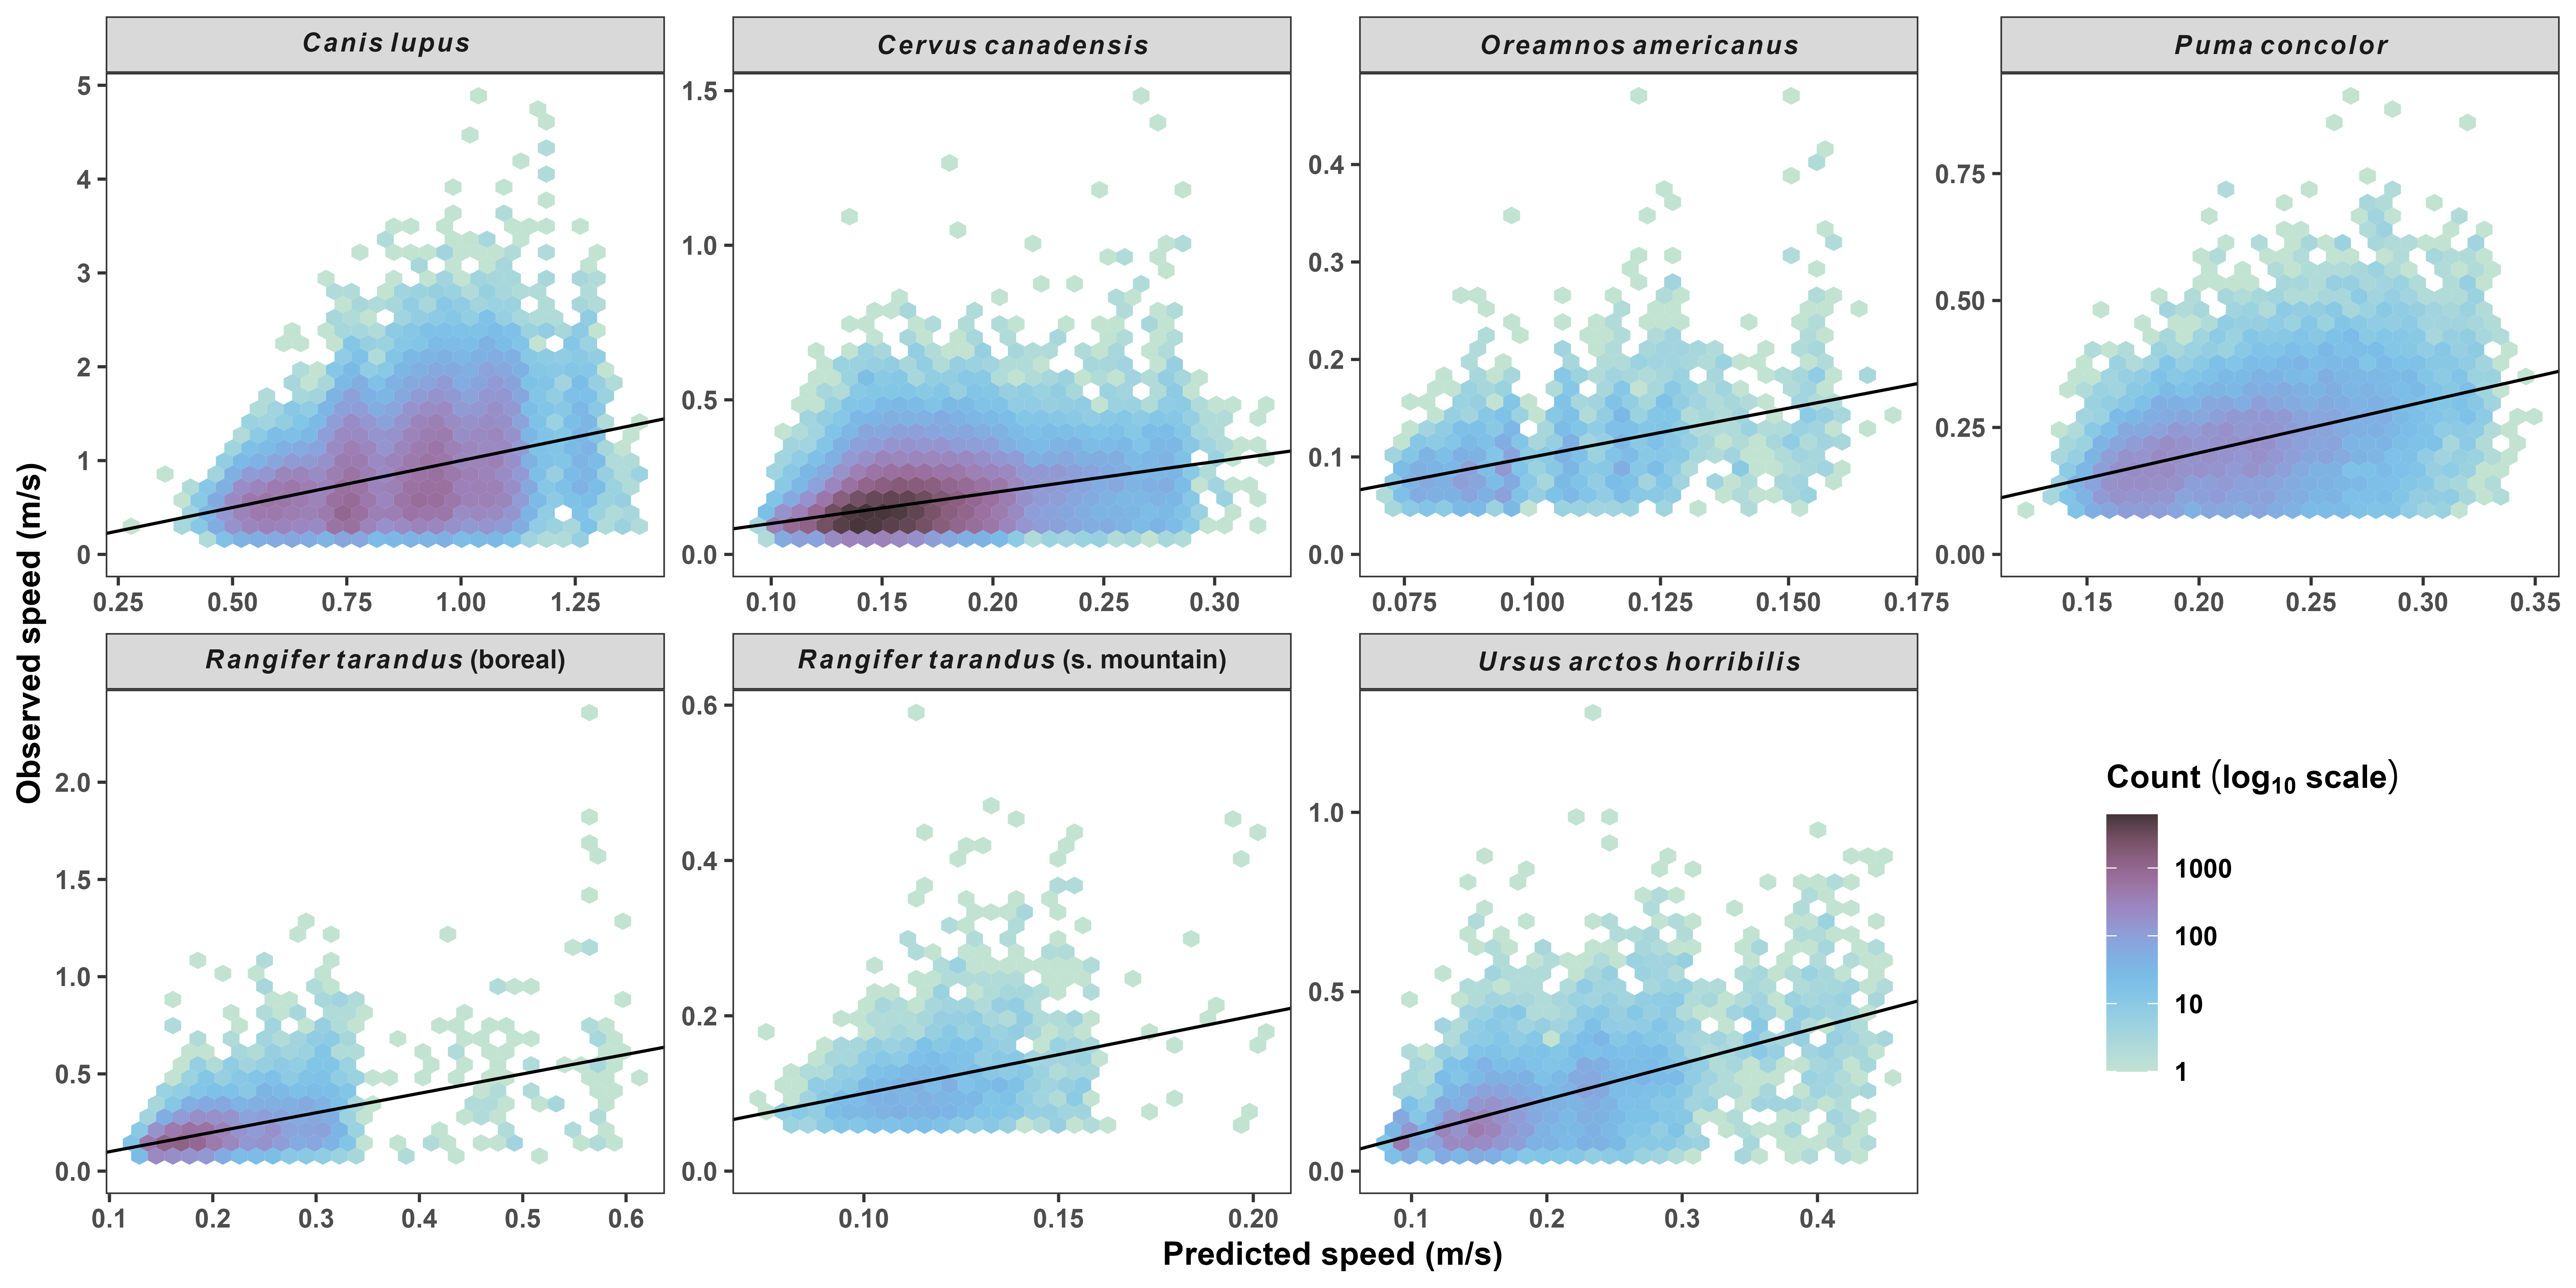 Canis lupus
Cervus canadensis
Oreamnos americanus
Puma concolor
5
4
3
2
1
0
1.5
1.0
0.5
0.0
0.4
0.3
0.2
0.1
0.0
0.75
0.50
0.25
0.00
0.25 0.50 0.75 1.00 1.25
0.10 0.15 0.20 0.25 0.30
0.075 0.100 0.125 0.150 0.175
0.15 0.20 0.25 0.30 0.35
Observed speed (m/s)
Rangifer tarandus (boreal)
Rangifer tarandus (s. mountain)
Ursus arctos horribilis
2.0
1.5
1.0
0.5
0.0
0.6
0.4
0.2
0.0
1.0
0.5
0.0
0.1 0.2 0.3 0.4 0.5 0.6
0.10 0.15 0.20
0.1 0.2 0.3 0.4
Predicted speed (m/s)
Count (log10 scale)
1000
100
10
1